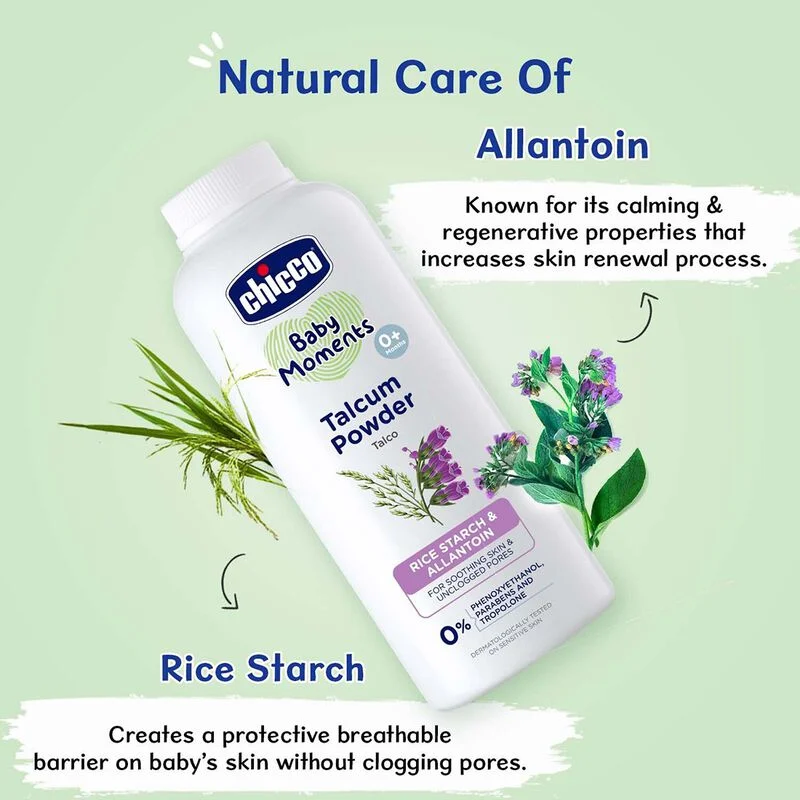 Natural Care Of
Allantoin
Known for its calming &
regenerative properties that
increases skin renewal process.
chicco
Baby
Moments
0+
Months
Talcum
Powder
Talco
RICE STARCH &
ALLANTOIN
FOR SOOTHING SKIN &
UNCLOGGED PORES
0%
PHENOXYETHANOL,
PARABENS AND
TROPOLONE
DERMATOLOGICALLY TESTED
ON SENSITIVE SKIN
Rice Starch
Creates a protective breathable
barrier on baby's skin without clogging pores.